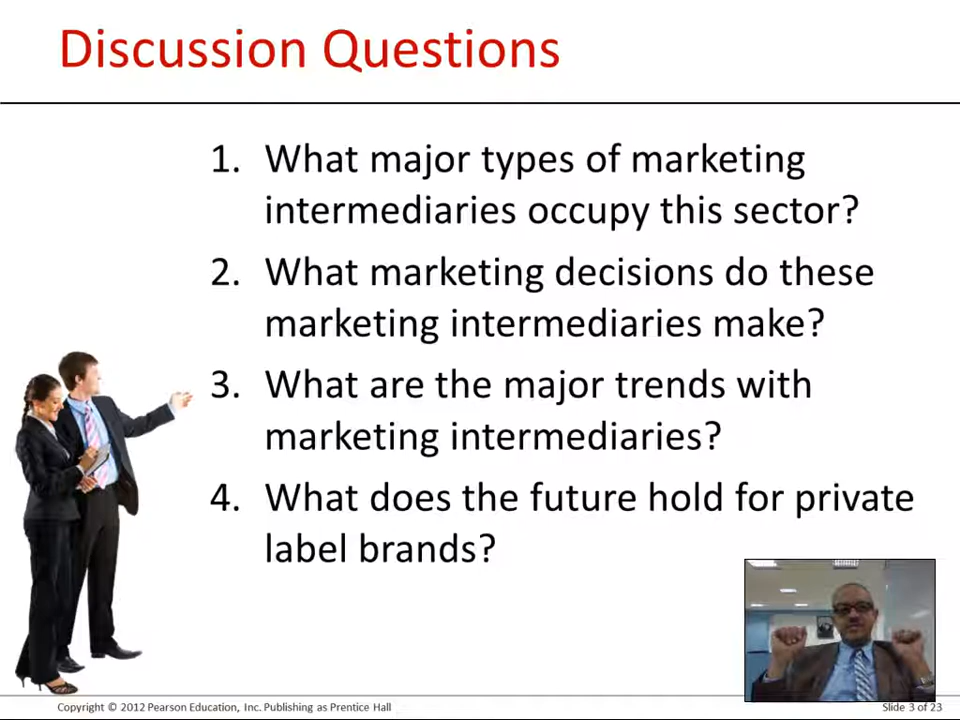 Discussion Questions
1. What major types of marketing
intermediaries occupy this sector?
2. What marketing decisions do these
marketing intermediaries make?
3. What are the major trends with
marketing intermediaries?
4. What does the future hold for private
label brands?
Copyright © 2012 Pearson Education, Inc. Publishing as Prentice Hall
Slide 3 of 23